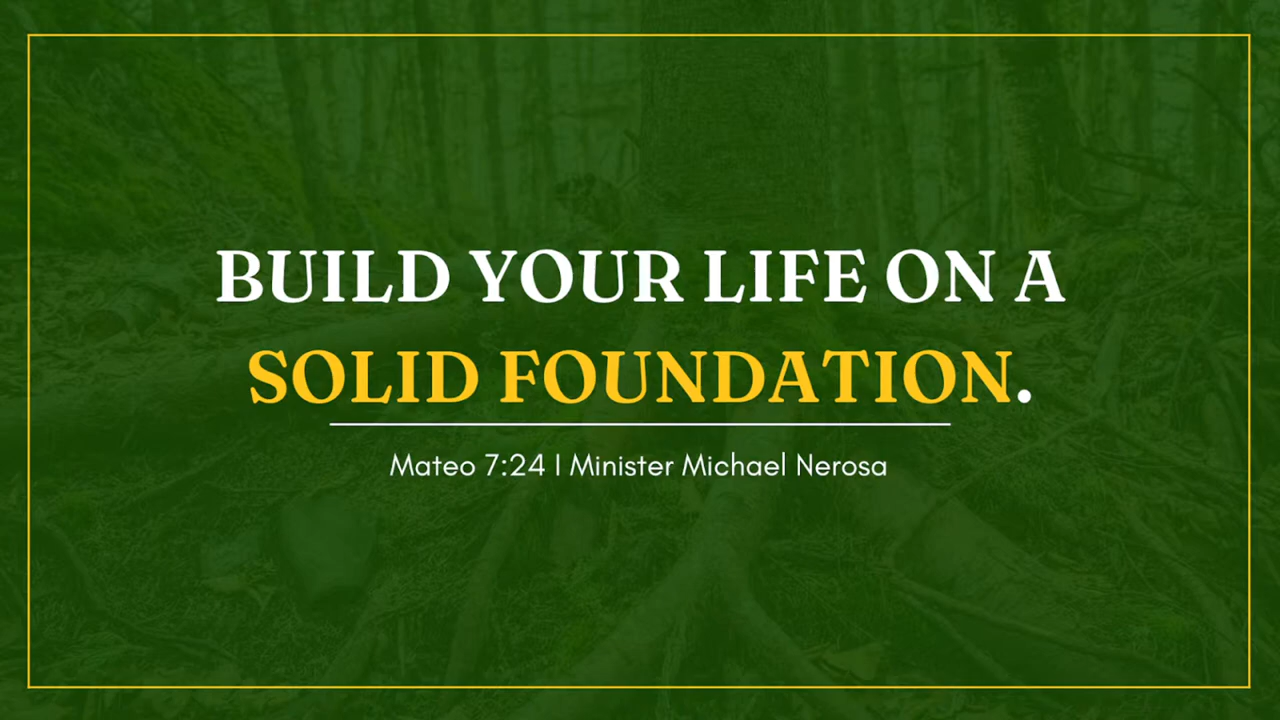 BUILD YOUR LIFE ON A
SOLID FOUNDATION.
Mateo 7:24 | Minister Michael Nerosa